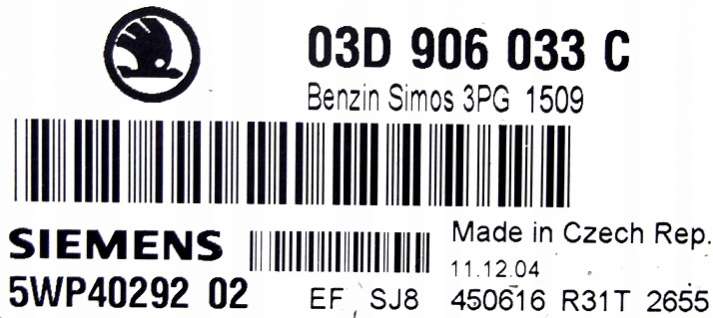 03D 906 033 C
Benzin Simos 3PG 1509
SIEMENS
Made in Czech Rep.
11.12.04
5WP40292 02
EF SJ8 450616 R31T 2655